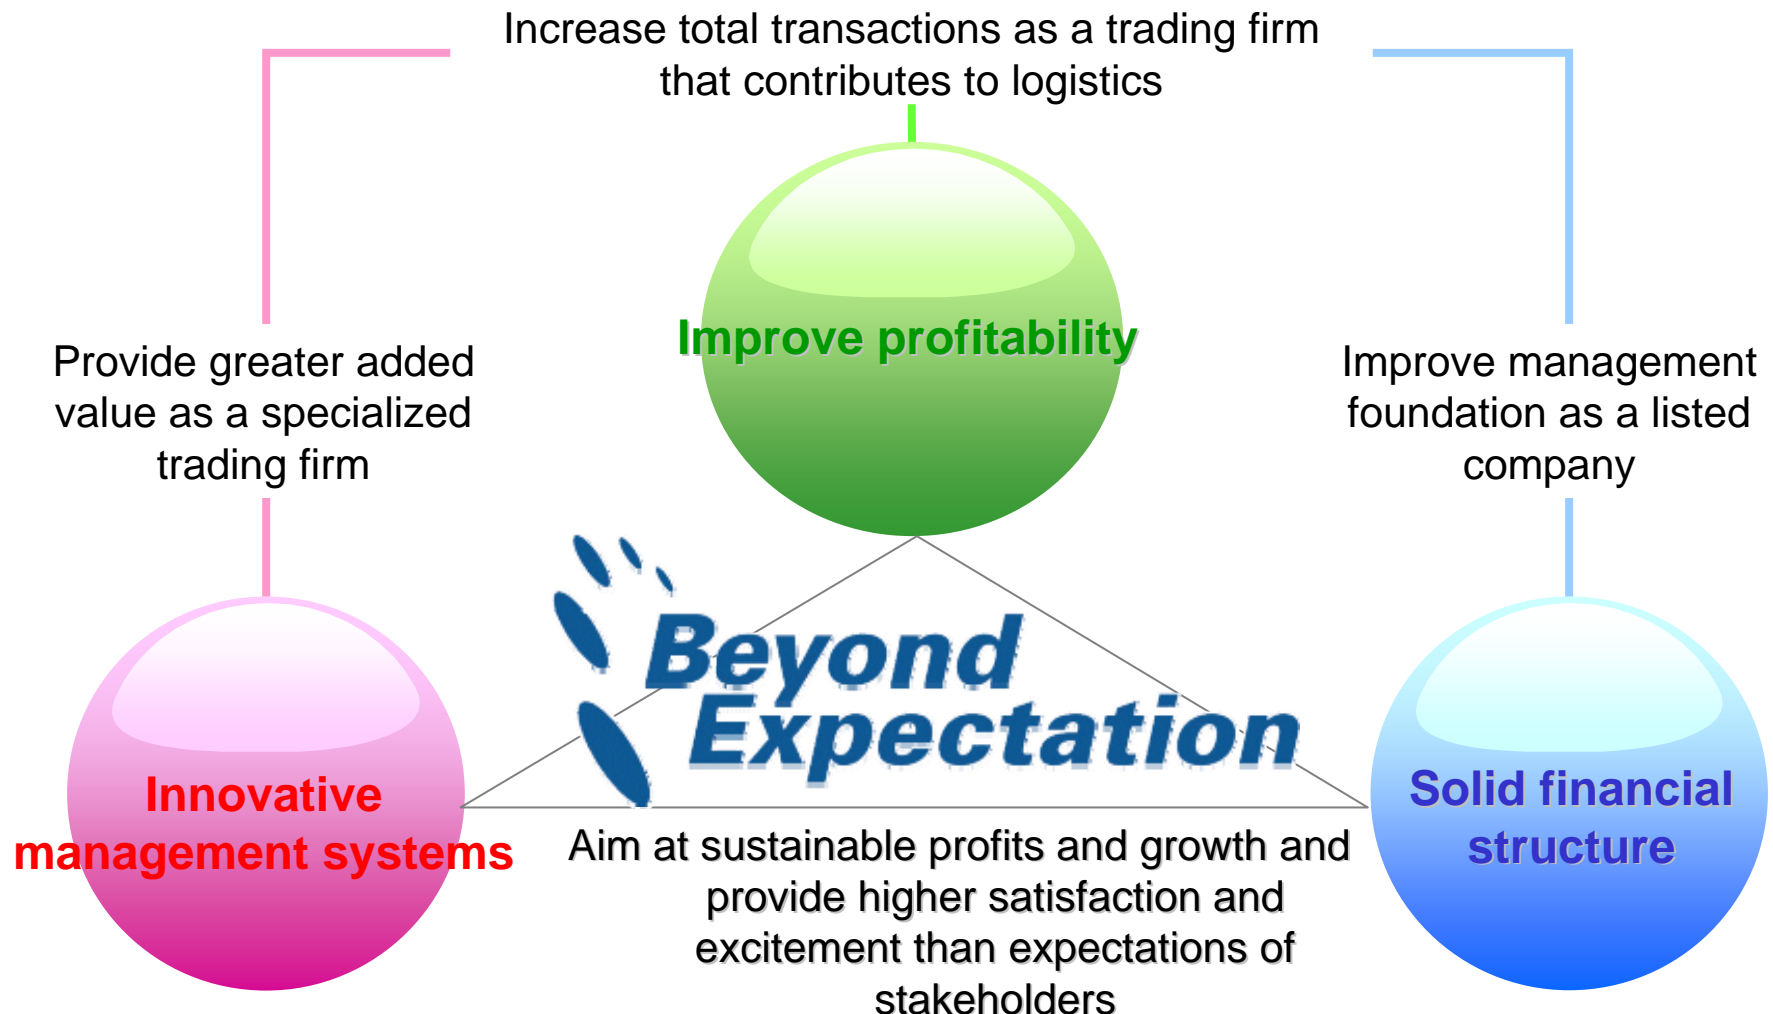 Increase total transactions as a trading firm
that contributes to logistics
Improve profitability
Provide greater added
value as a specialized
trading firm
Improve management
foundation as a listed
company
Beyond
Expectation
Innovative
management systems
Solid financial
structure
Aim at sustainable profits and growth and
provide higher satisfaction and
excitement than expectations of
stakeholders